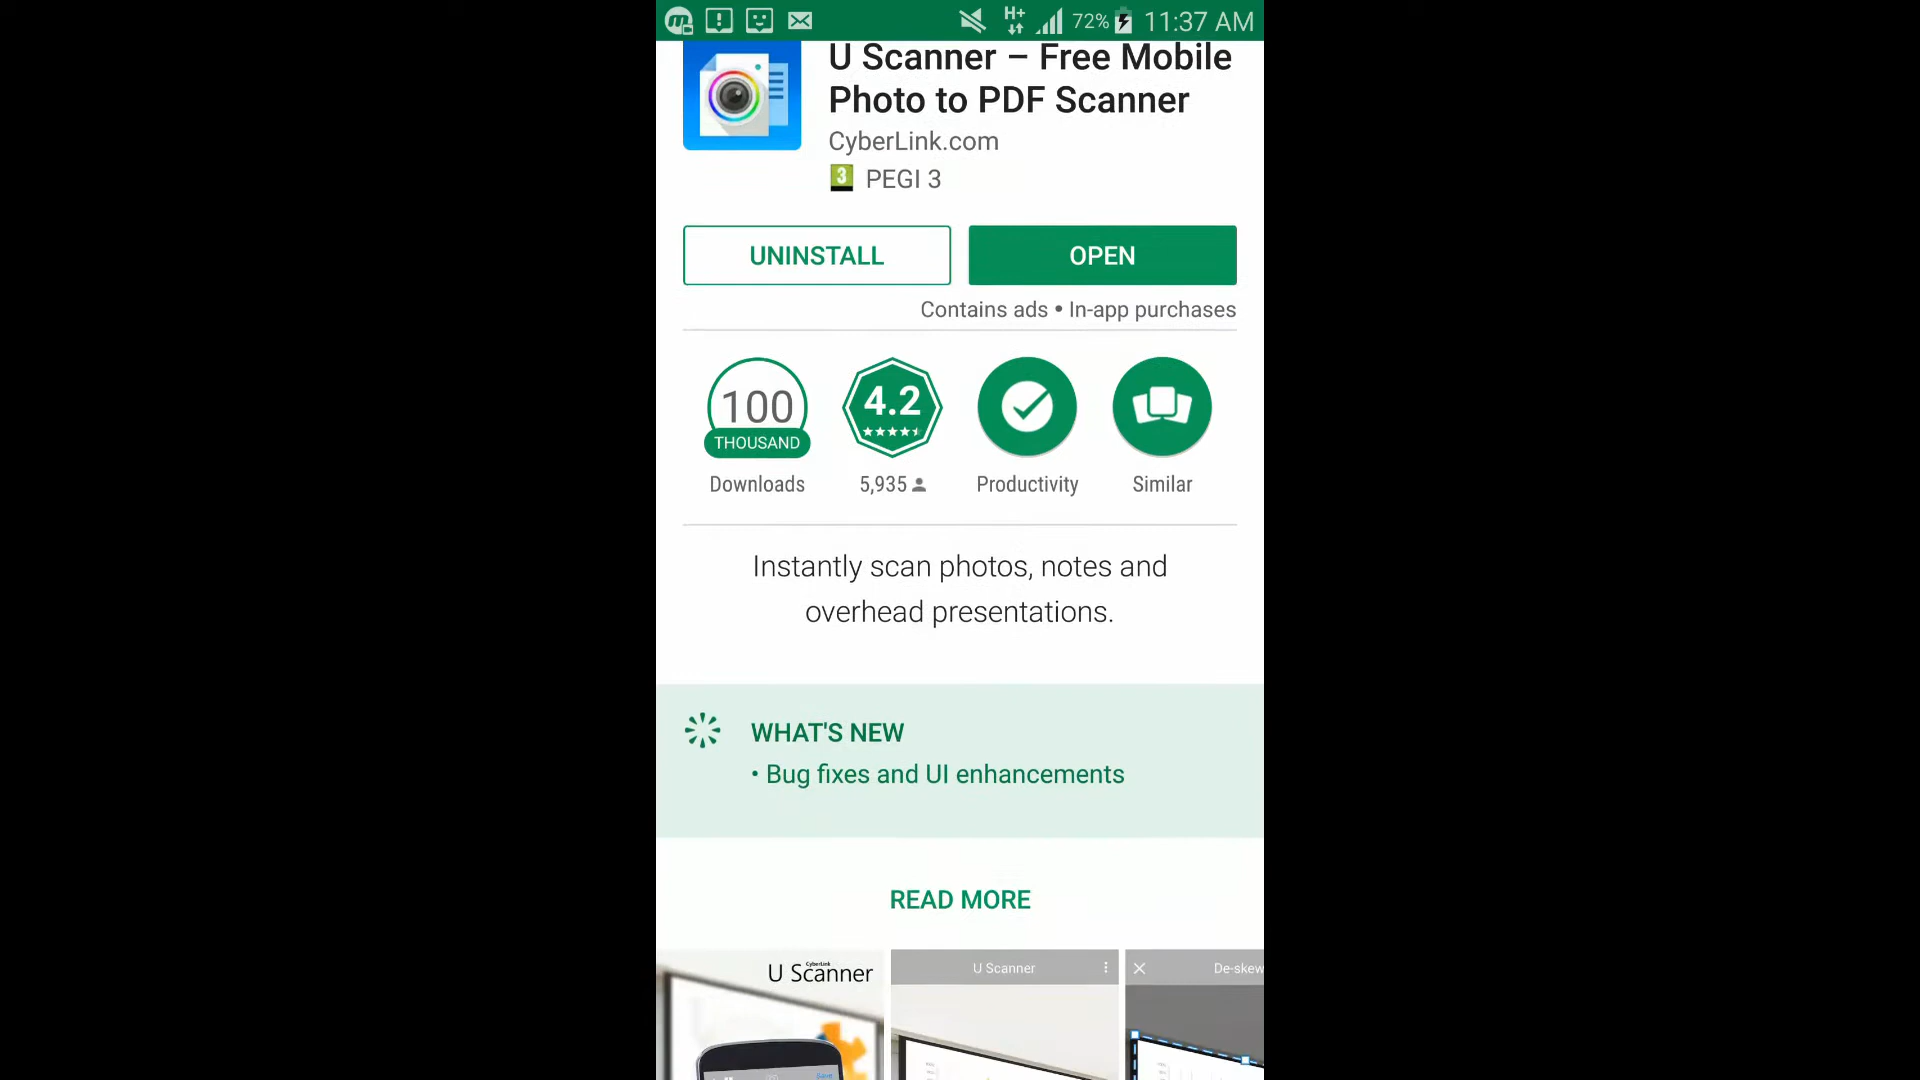 72% 11:37 AM
U Scanner – Free Mobile
Photo to PDF Scanner
CyberLink.com
3 PEGI 3
UNINSTALL
OPEN
Contains ads • In-app purchases
100
THOUSAND
4.2
Downloads
5,935
Productivity
Similar
Instantly scan photos, notes and
overhead presentations.
WHAT'S NEW
• Bug fixes and UI enhancements
READ MORE
CyberLink
U Scanner
U Scanner
De-skew